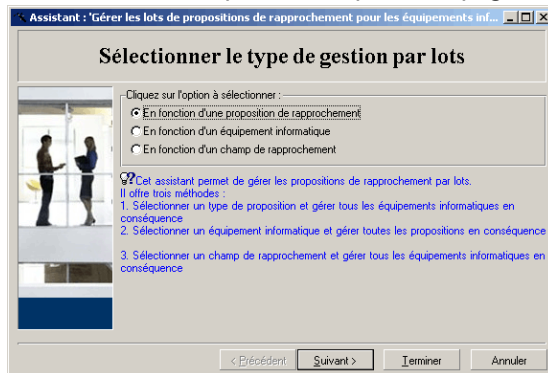 Assistant : 'Gérer les lots de propositions de rapprochement pour les équipements inf...
Sélectionner le type de gestion par lots
Cliquez sur l'option à sélectionner :
En fonction d'une proposition de rapprochement
En fonction d'un équipement informatique
En fonction d'un champ de rapprochement
Cet assistant permet de gérer les propositions de rapprochement par lots.
Il offre trois méthodes :
1. Sélectionner un type de proposition et gérer tous les équipements informatiques en
conséquence
2. Sélectionner un équipement informatique et gérer toutes les propositions en conséquence
3. Sélectionner un champ de rapprochement et gérer tous les équipements informatiques en
conséquence
< Précédent Suivant > Terminer Annuler